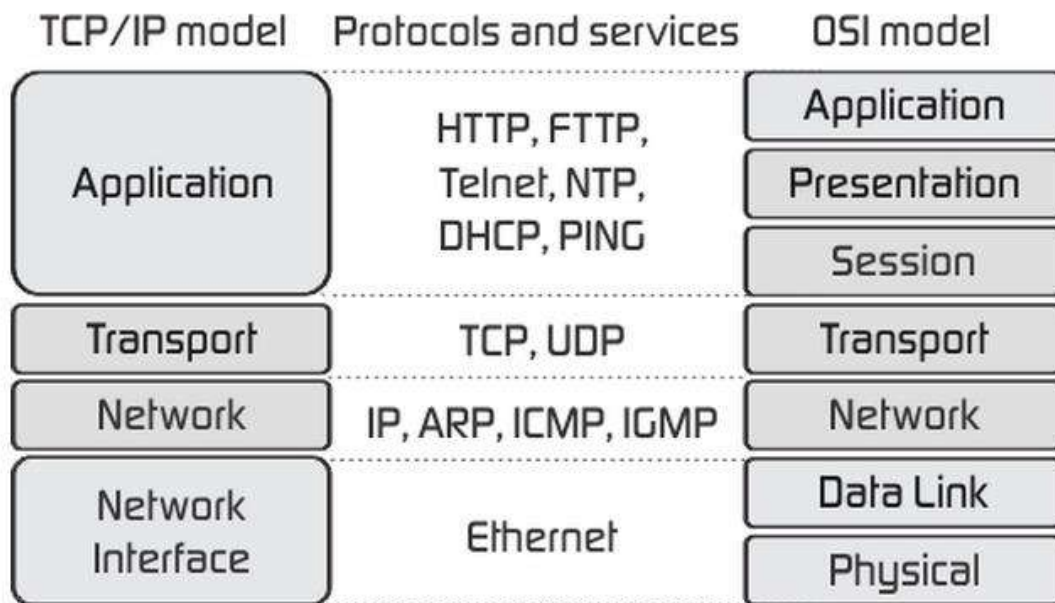 TCP/IP model
Protocols and services
OSI model
Application
HTTP, FTTP,
Telnet, NTP,
DHCP, PING
Application
Presentation
Session
Transport
TCP, UDP
Transport
Network
IP, ARP, ICMP, IGMP
Network
Network
Interface
Ethernet
Data Link
Physical